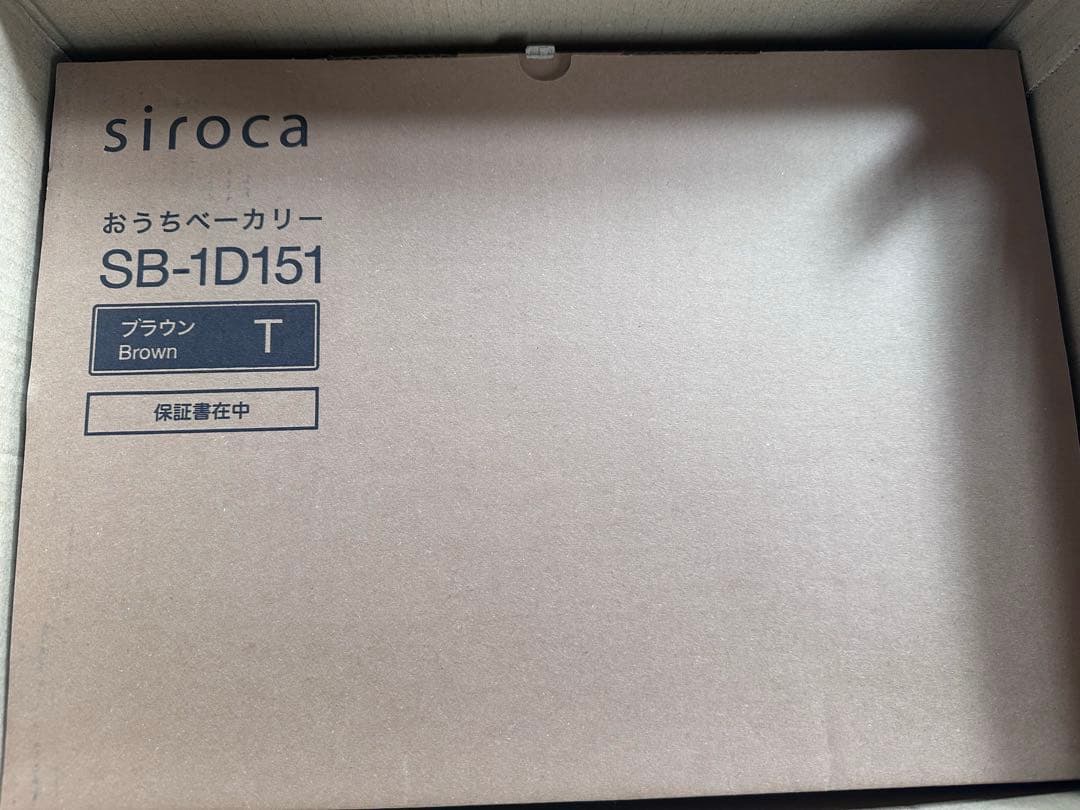 siroca
おうちベーカリー
SB-1D151
ブラウン
Brown
T
保証書在中